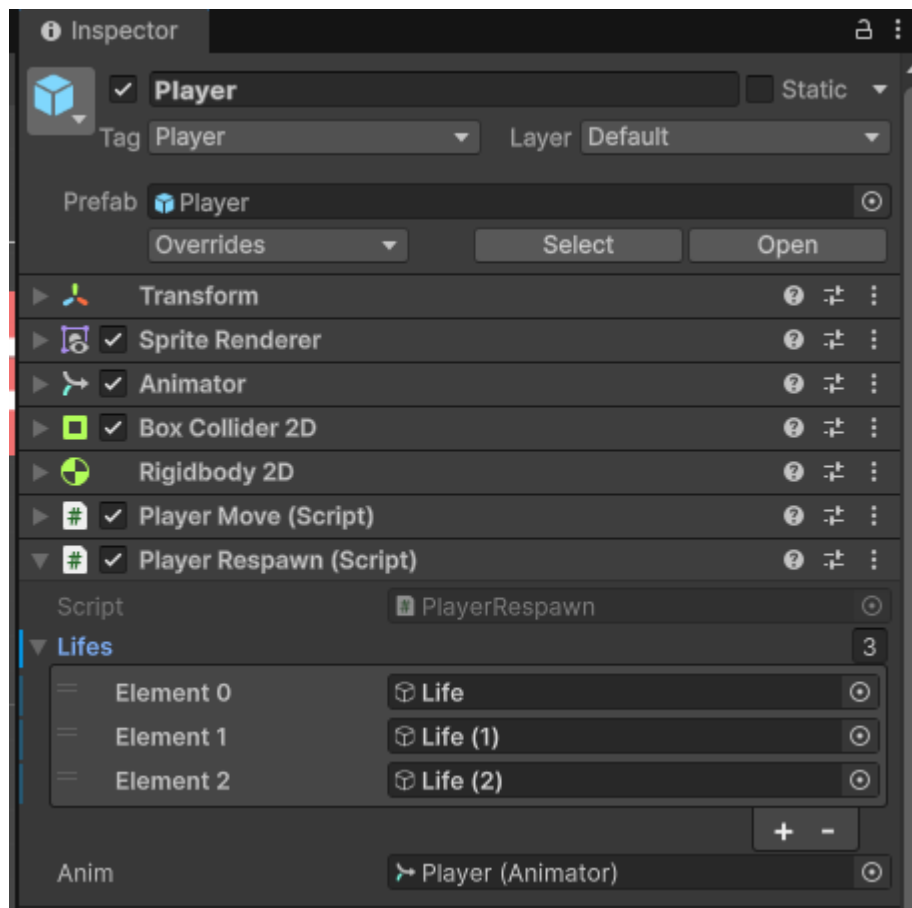 Inspector
Player
Static
Tag Player Layer Default
Prefab Player
Overrides Select Open
Transform
Sprite Renderer
Animator
Box Collider 2D
Rigidbody 2D
# Player Move (Script)
# Player Respawn (Script)
Script # PlayerRespawn
Lifes 3
Element 0 Life
Element 1 Life (1)
Element 2 Life (2)
+ -
Anim Player (Animator)